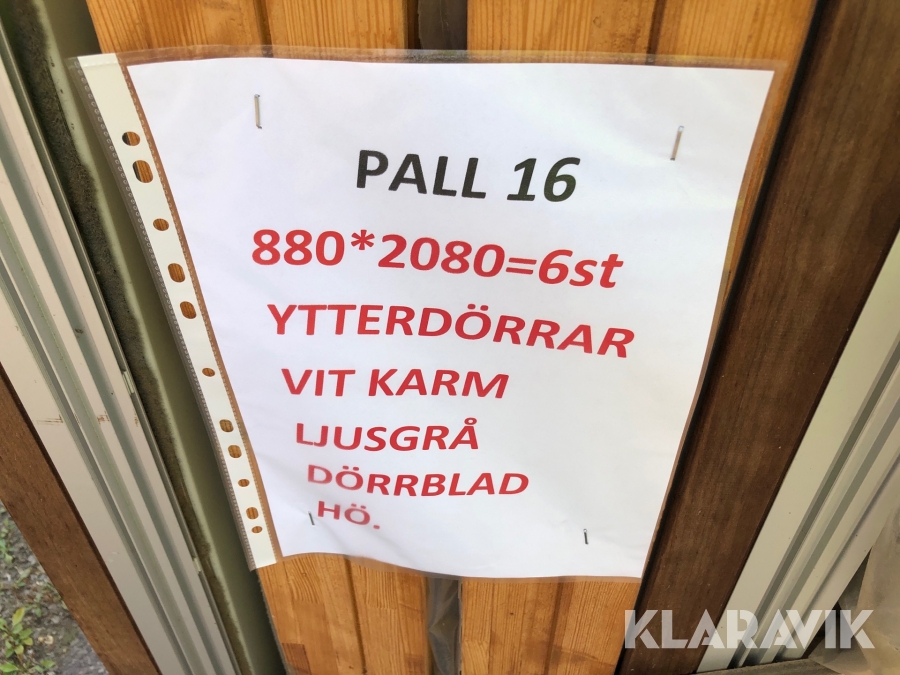 PALL 16
880*2080=6st
YTTERDÖRRAR
VIT KARM
LJUSGRÅ
DÖRRBLAD
HÖ.
KLARAVIK